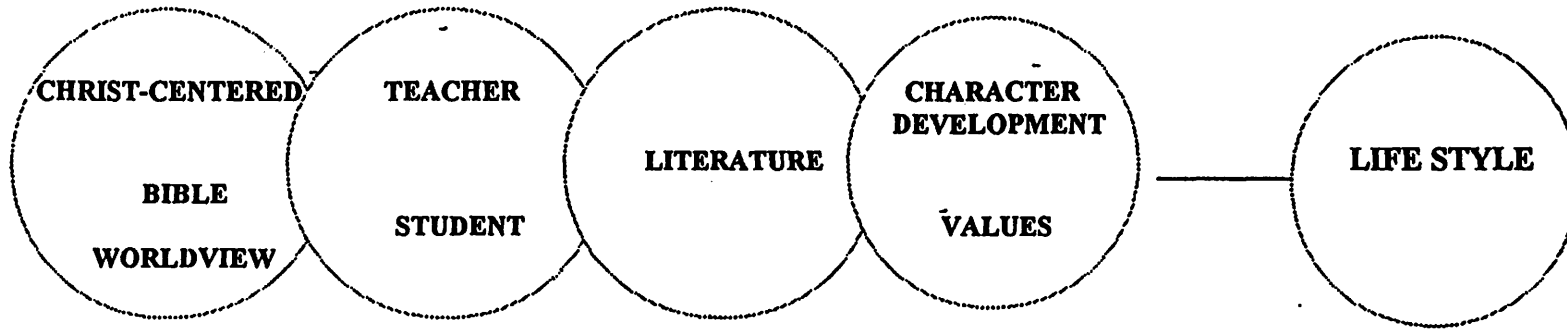 CHRIST-CENTERED
BIBLE
WORLDVIEW
TEACHER
STUDENT
LITERATURE
CHARACTER
DEVELOPMENT
VALUES
LIFE STYLE